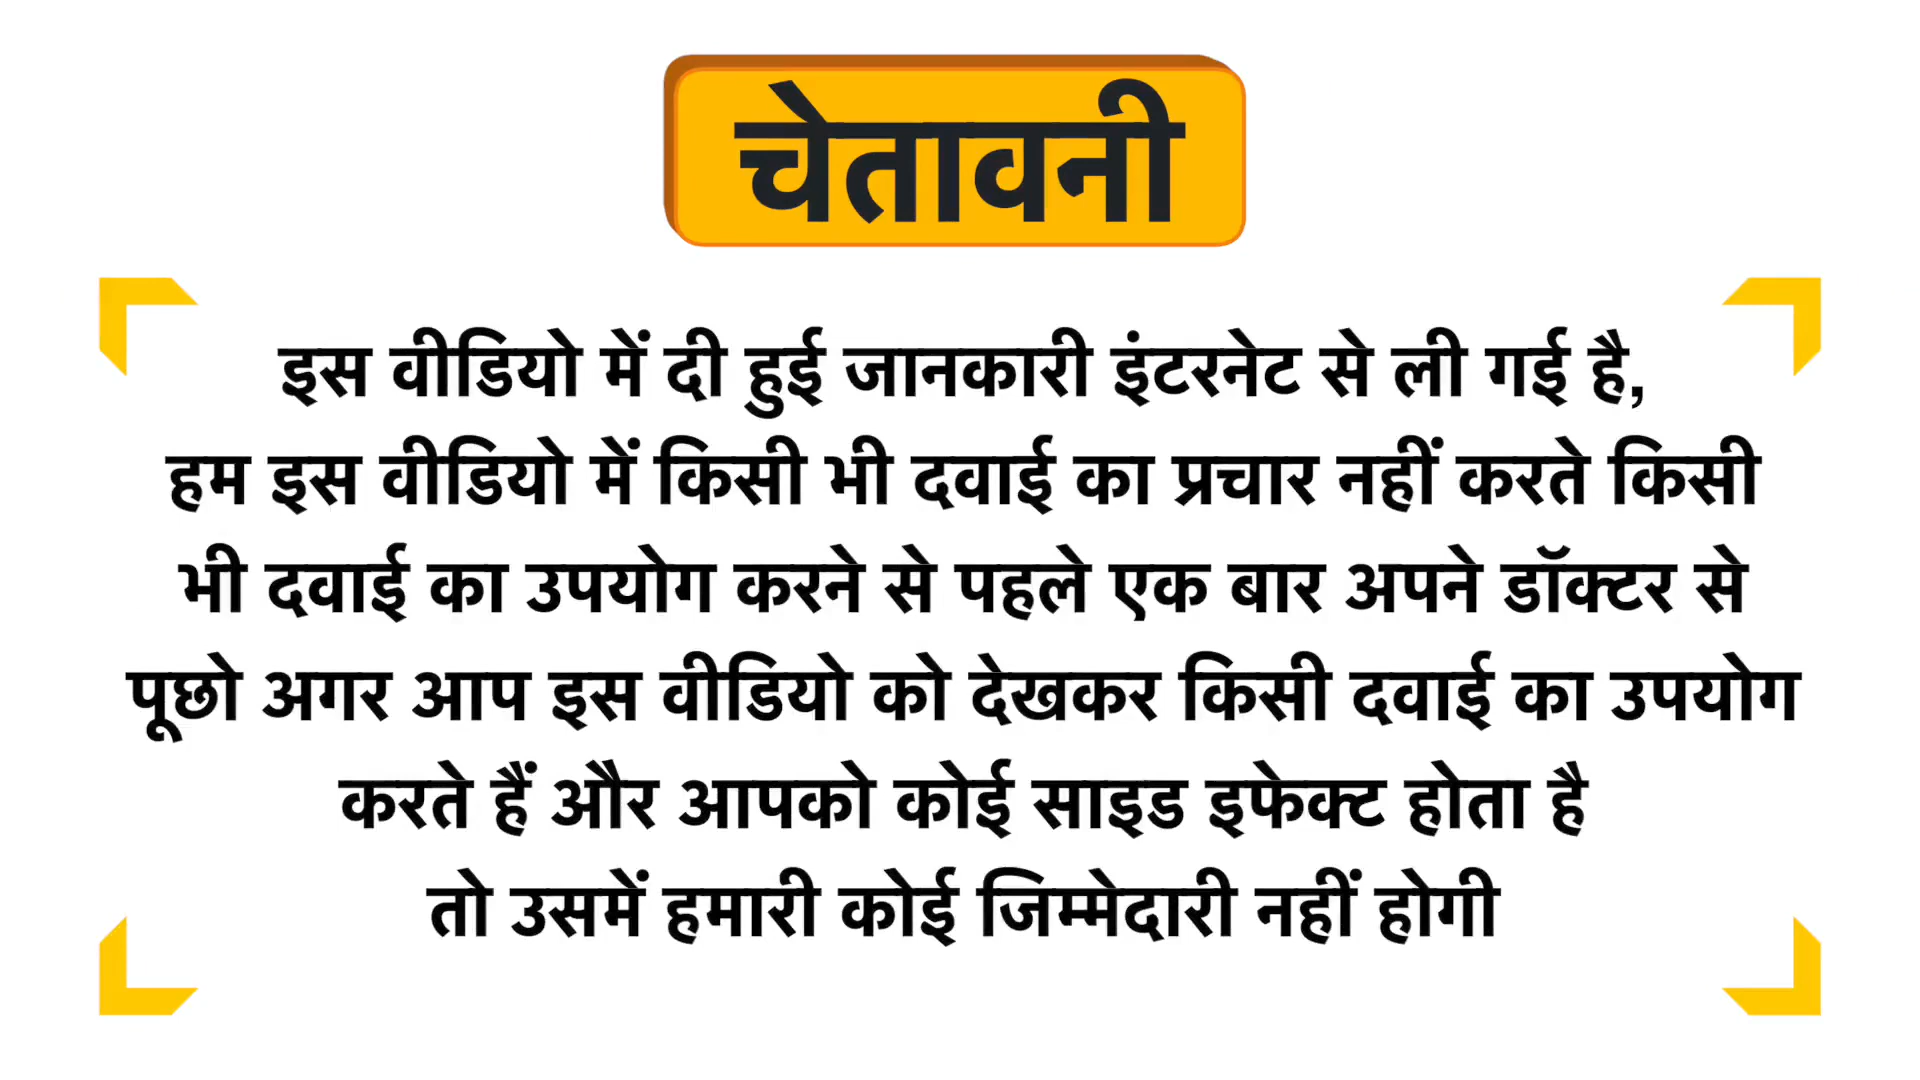 चेतावनी
इस वीडियो में दी हुई जानकारी इंटरनेट से ली गई है,
हम इस वीडियो में किसी भी दवाई का प्रचार नहीं करते किसी
भी दवाई का उपयोग करने से पहले एक बार अपने डॉक्टर से
पूछो अगर आप इस वीडियो को देखकर किसी दवाई का उपयोग
करते हैं और आपको कोई साइड इफेक्ट होता है
तो उसमें हमारी कोई जिम्मेदारी नहीं होगी